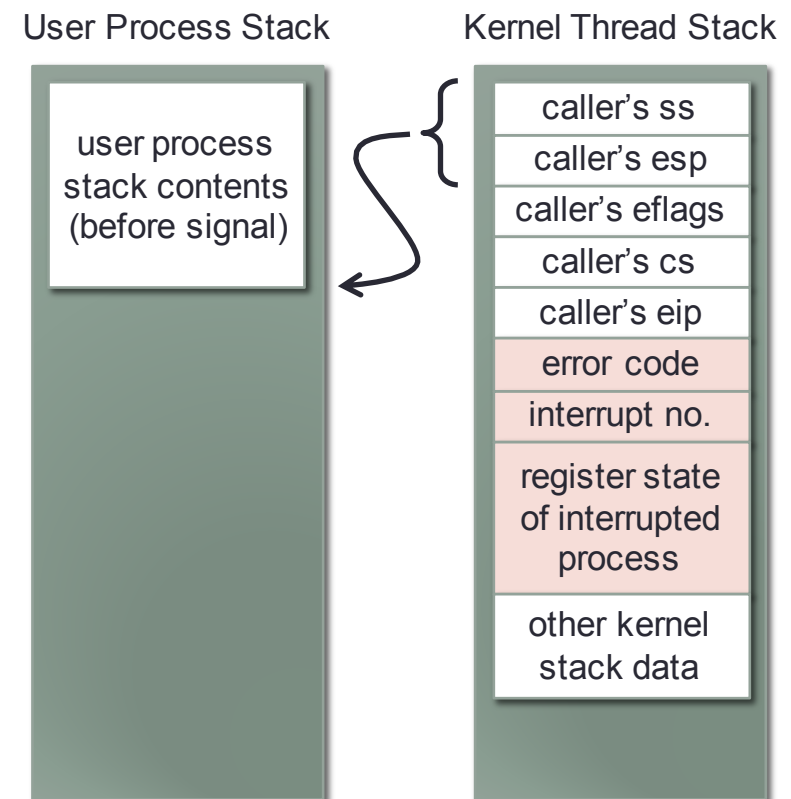 User Process Stack
Kernel Thread Stack
user process
stack contents
(before signal)
caller’s ss
caller’s esp
caller’s eflags
caller’s cs
caller’s eip
error code
interrupt no.
register state
of interrupted
process
other kernel
stack data